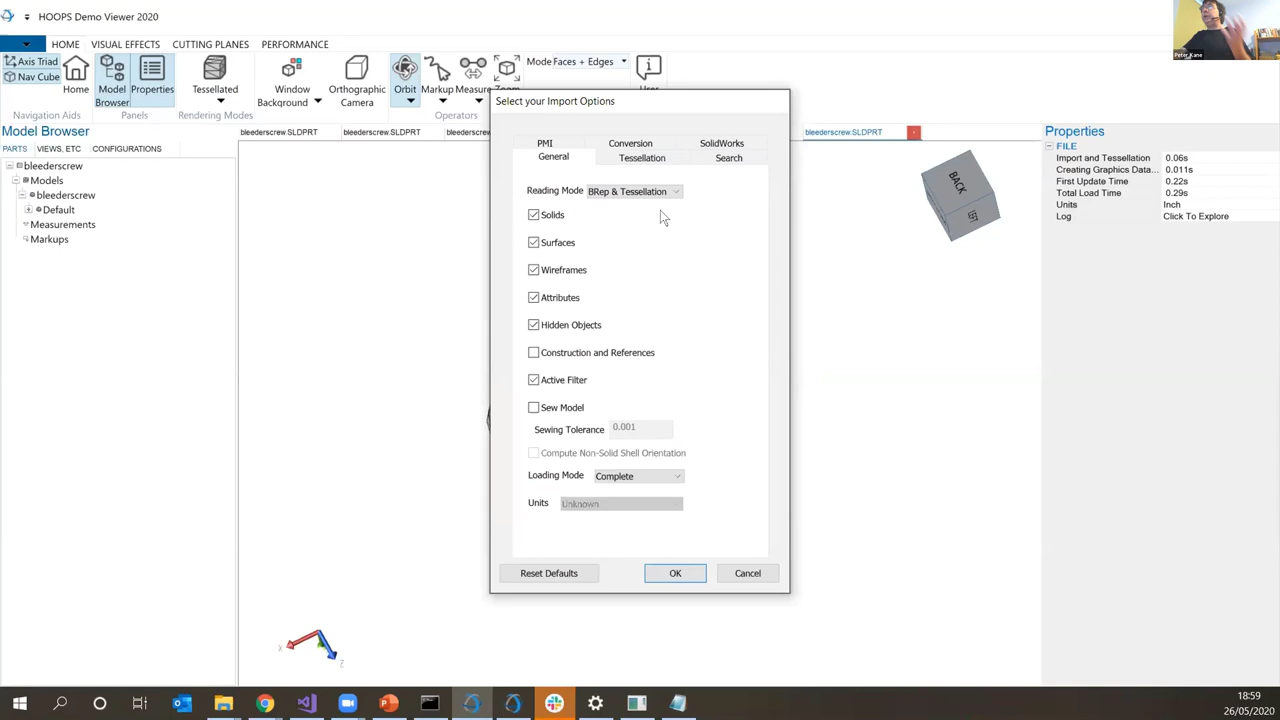 HOOPS Demo Viewer 2020
Peter Kane
HOME VISUAL EFFECTS CUTTING PLANES PERFORMANCE
Axis Triad
Nav Cube
Home
Model Browser
Properties
Tessellated
Window Background
Orthographic Camera
Orbit
Markup
Measure
Zoom
Mode Faces + Edges
Navigation Aids
Panels
Rendering Modes
Operators
Model Browser
PARTS VIEWS, ETC CONFIGURATIONS
bleederscrew
Models
bleederscrew
Default
Measurements
Markups
bleederscrew.SLDPRT bleederscrew.SLDPRT bleederscrew.SLDPRT
Select your Import Options
PMI Conversion SolidWorks
General Tessellation Search
Reading Mode BRep & Tessellation
Solids
Surfaces
Wireframes
Attributes
Hidden Objects
Construction and References
Active Filter
Sew Model
Sewing Tolerance 0.001
Compute Non-Solid Shell Orientation
Loading Mode Complete
Units Unknown
Reset Defaults OK Cancel
BACK
X
Z
Properties
FILE
Import and Tessellation 0.06s
Creating Graphics Data... 0.011s
First Update Time 0.22s
Total Load Time 0.29s
Units Inch
Log Click To Explore
18:59
26/05/2020